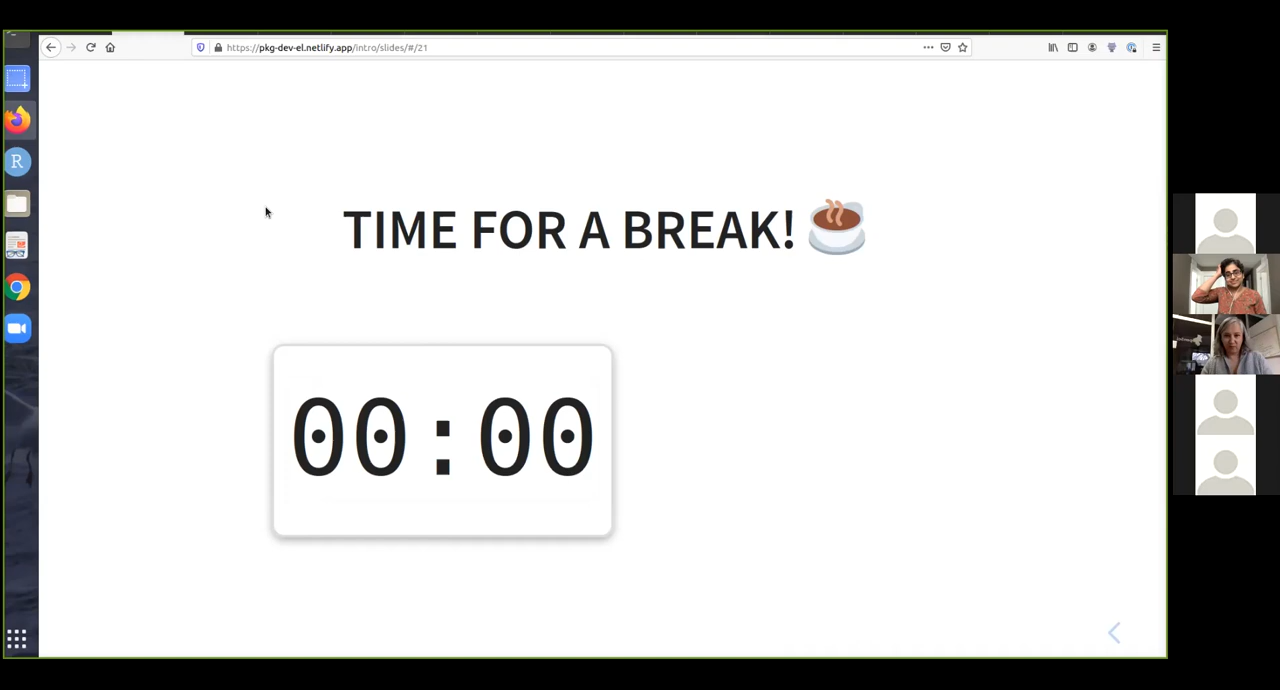 https://pkg-dev-el.netlify.app/intro/slides/#/21
TIME FOR A BREAK!
00:00
R